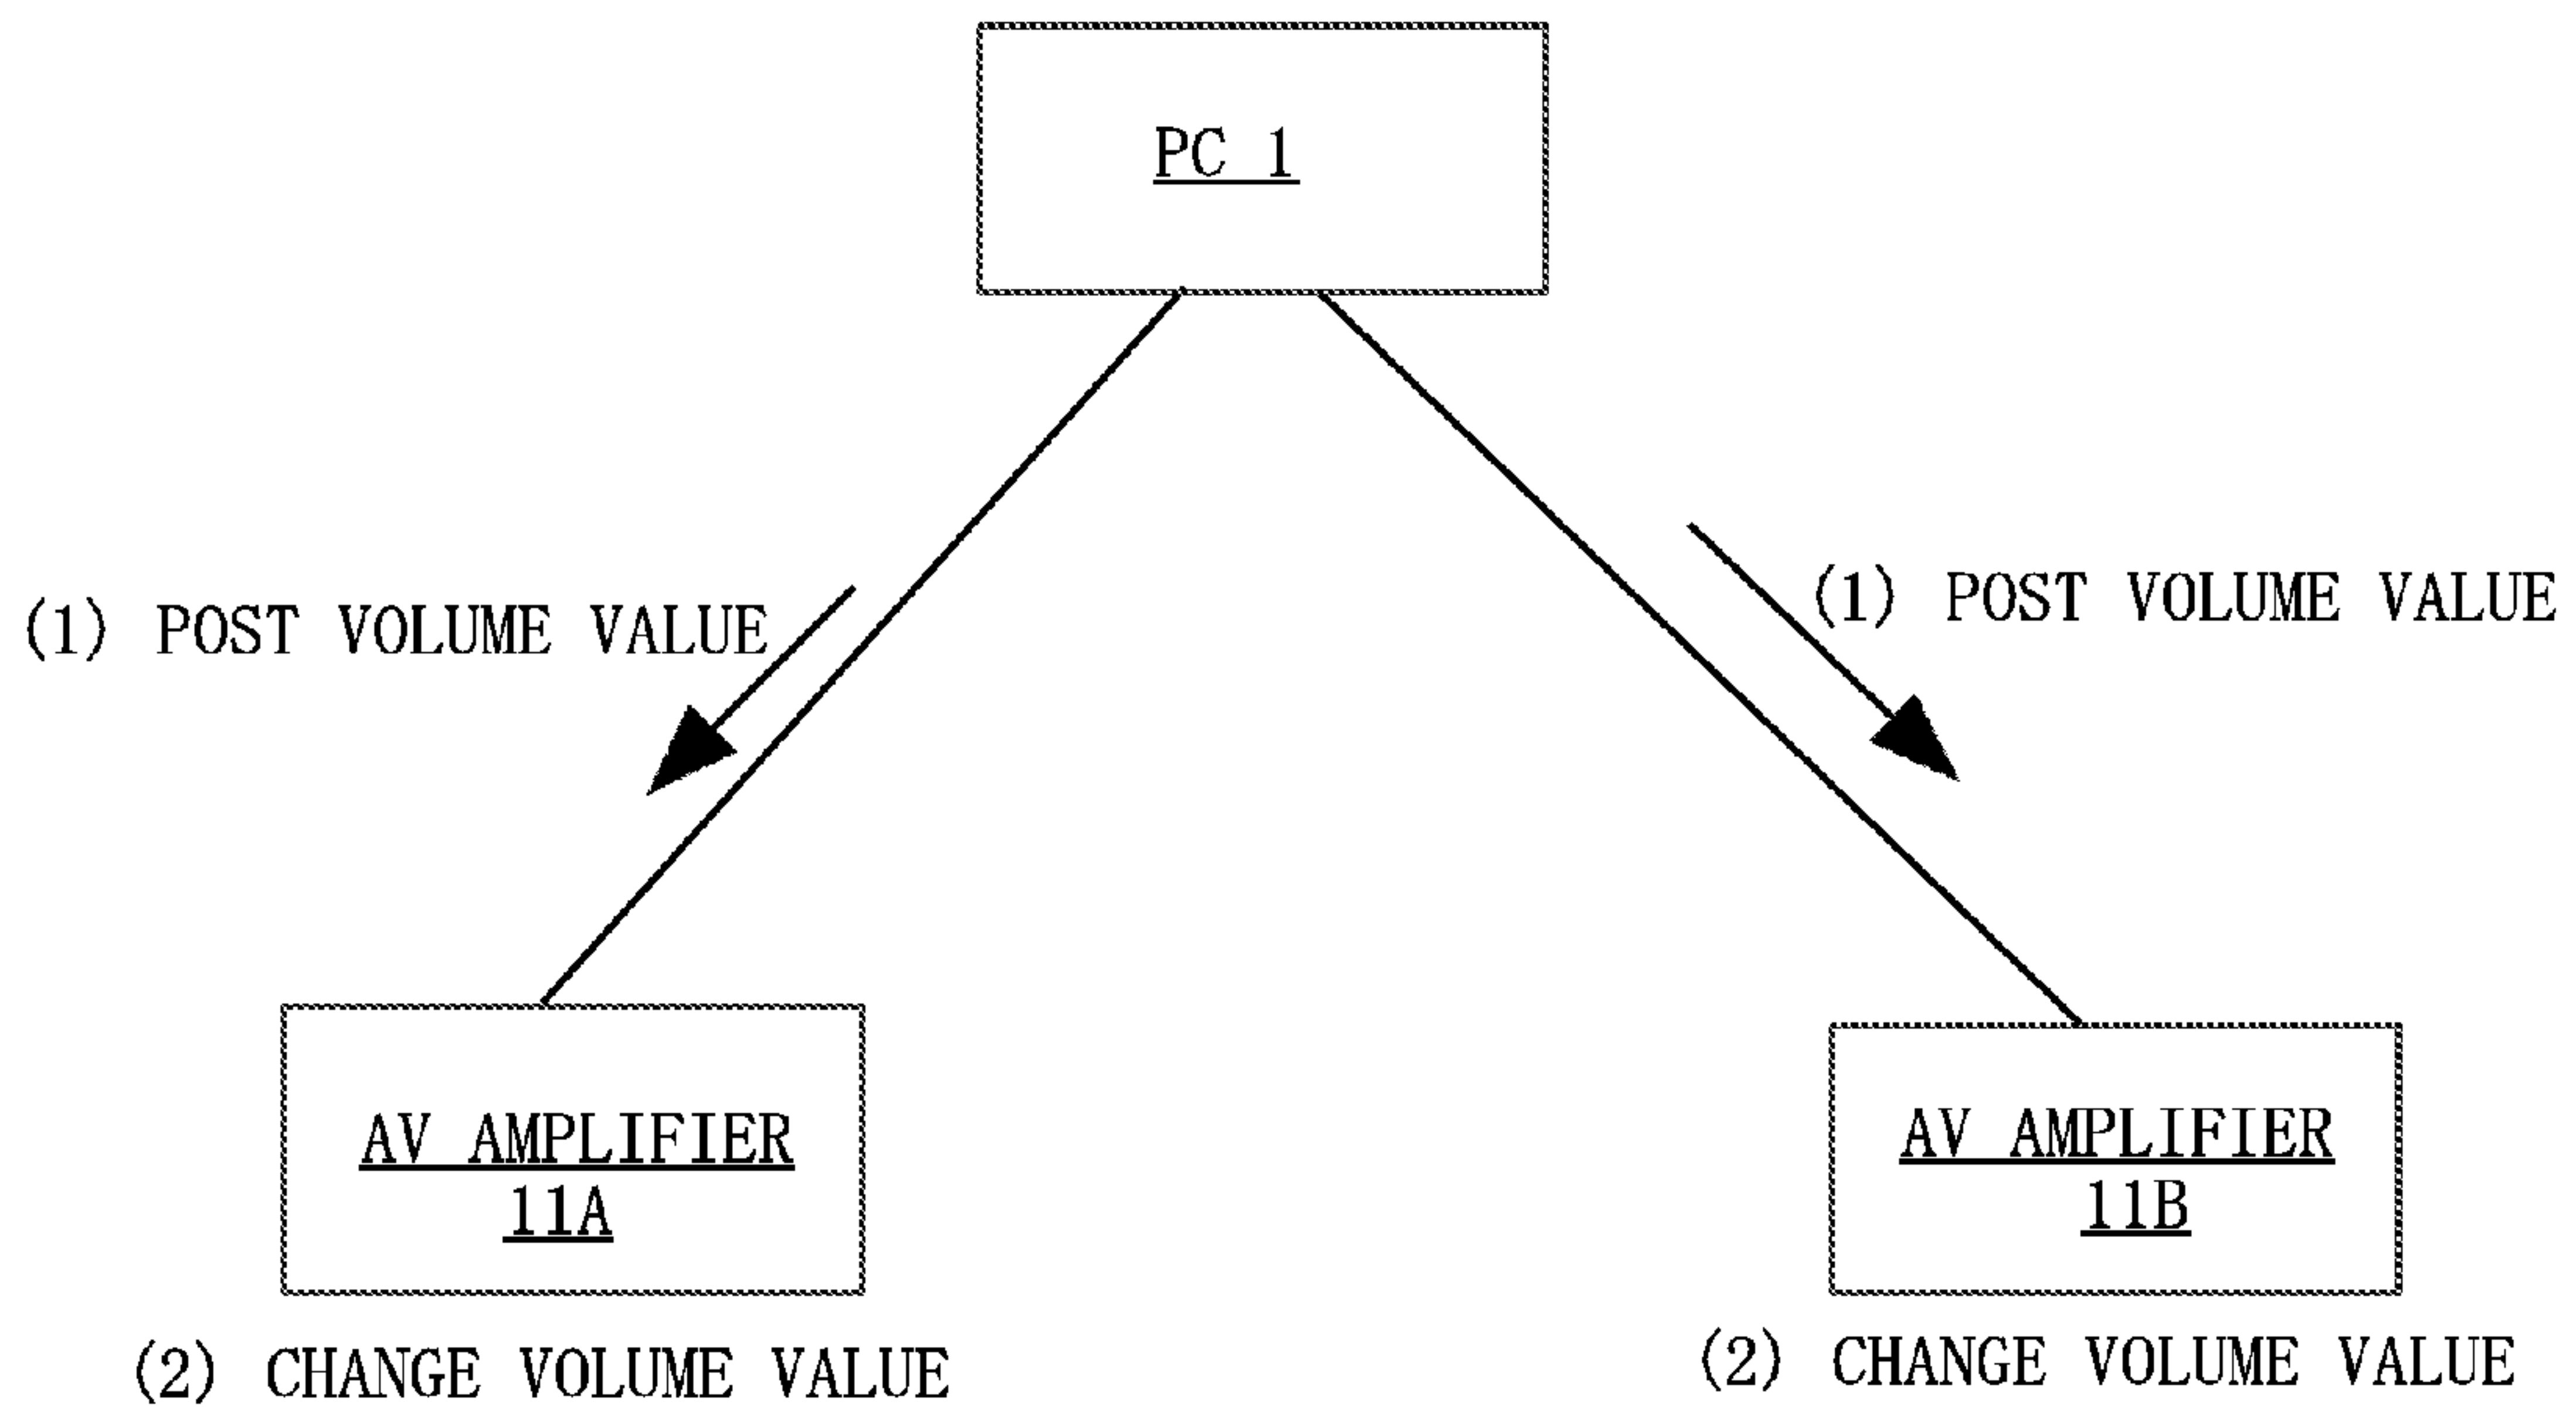 PC 1
(1) POST VOLUME VALUE
(1) POST VOLUME VALUE
AV AMPLIFIER
11A
AV AMPLIFIER
11B
(2) CHANGE VOLUME VALUE
(2) CHANGE VOLUME VALUE